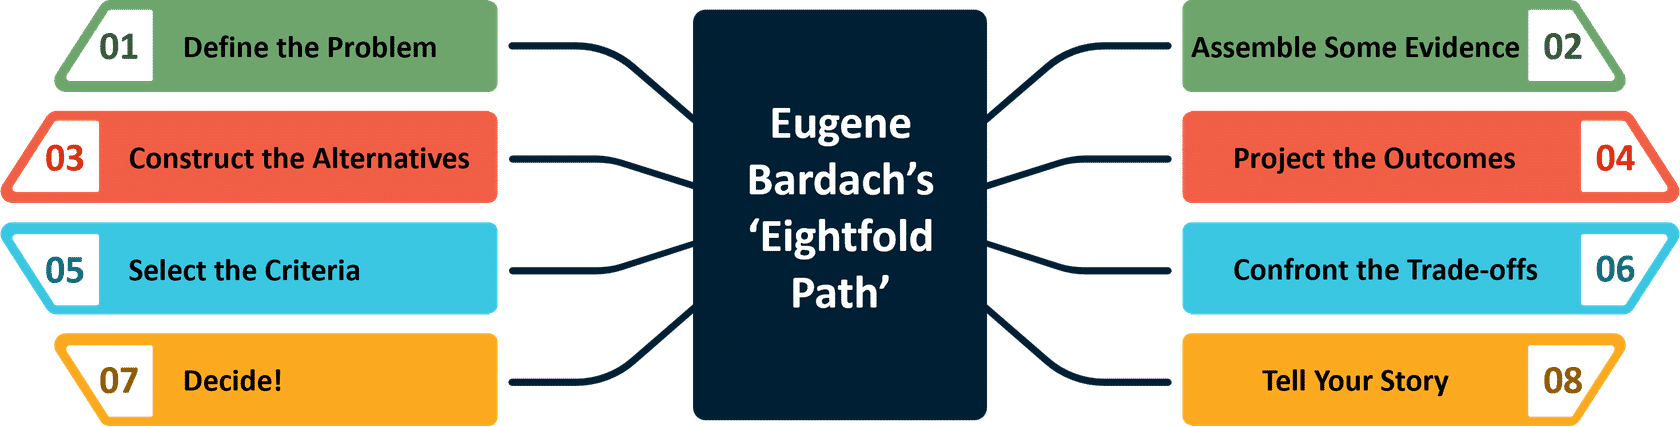 01 Define the Problem
Assemble Some Evidence 02
03 Construct the Alternatives
Project the Outcomes 04
05 Select the Criteria
Confront the Trade-offs 06
07 Decide!
Tell Your Story 08
Eugene
Bardach’s
‘Eightfold
Path’